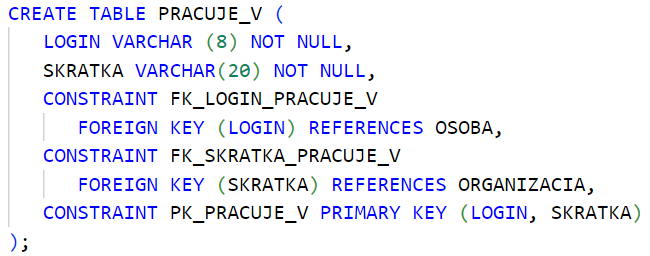 CREATE TABLE PRACUJE_V (
LOGIN VARCHAR (8) NOT NULL,
SKRATKA VARCHAR(20) NOT NULL,
CONSTRAINT FK_LOGIN_PRACUJE_V
FOREIGN KEY (LOGIN) REFERENCES OSOBA,
CONSTRAINT FK_SKRATKA_PRACUJE_V
FOREIGN KEY (SKRATKA) REFERENCES ORGANIZACIA,
CONSTRAINT PK_PRACUJE_V PRIMARY KEY (LOGIN, SKRATKA)
);